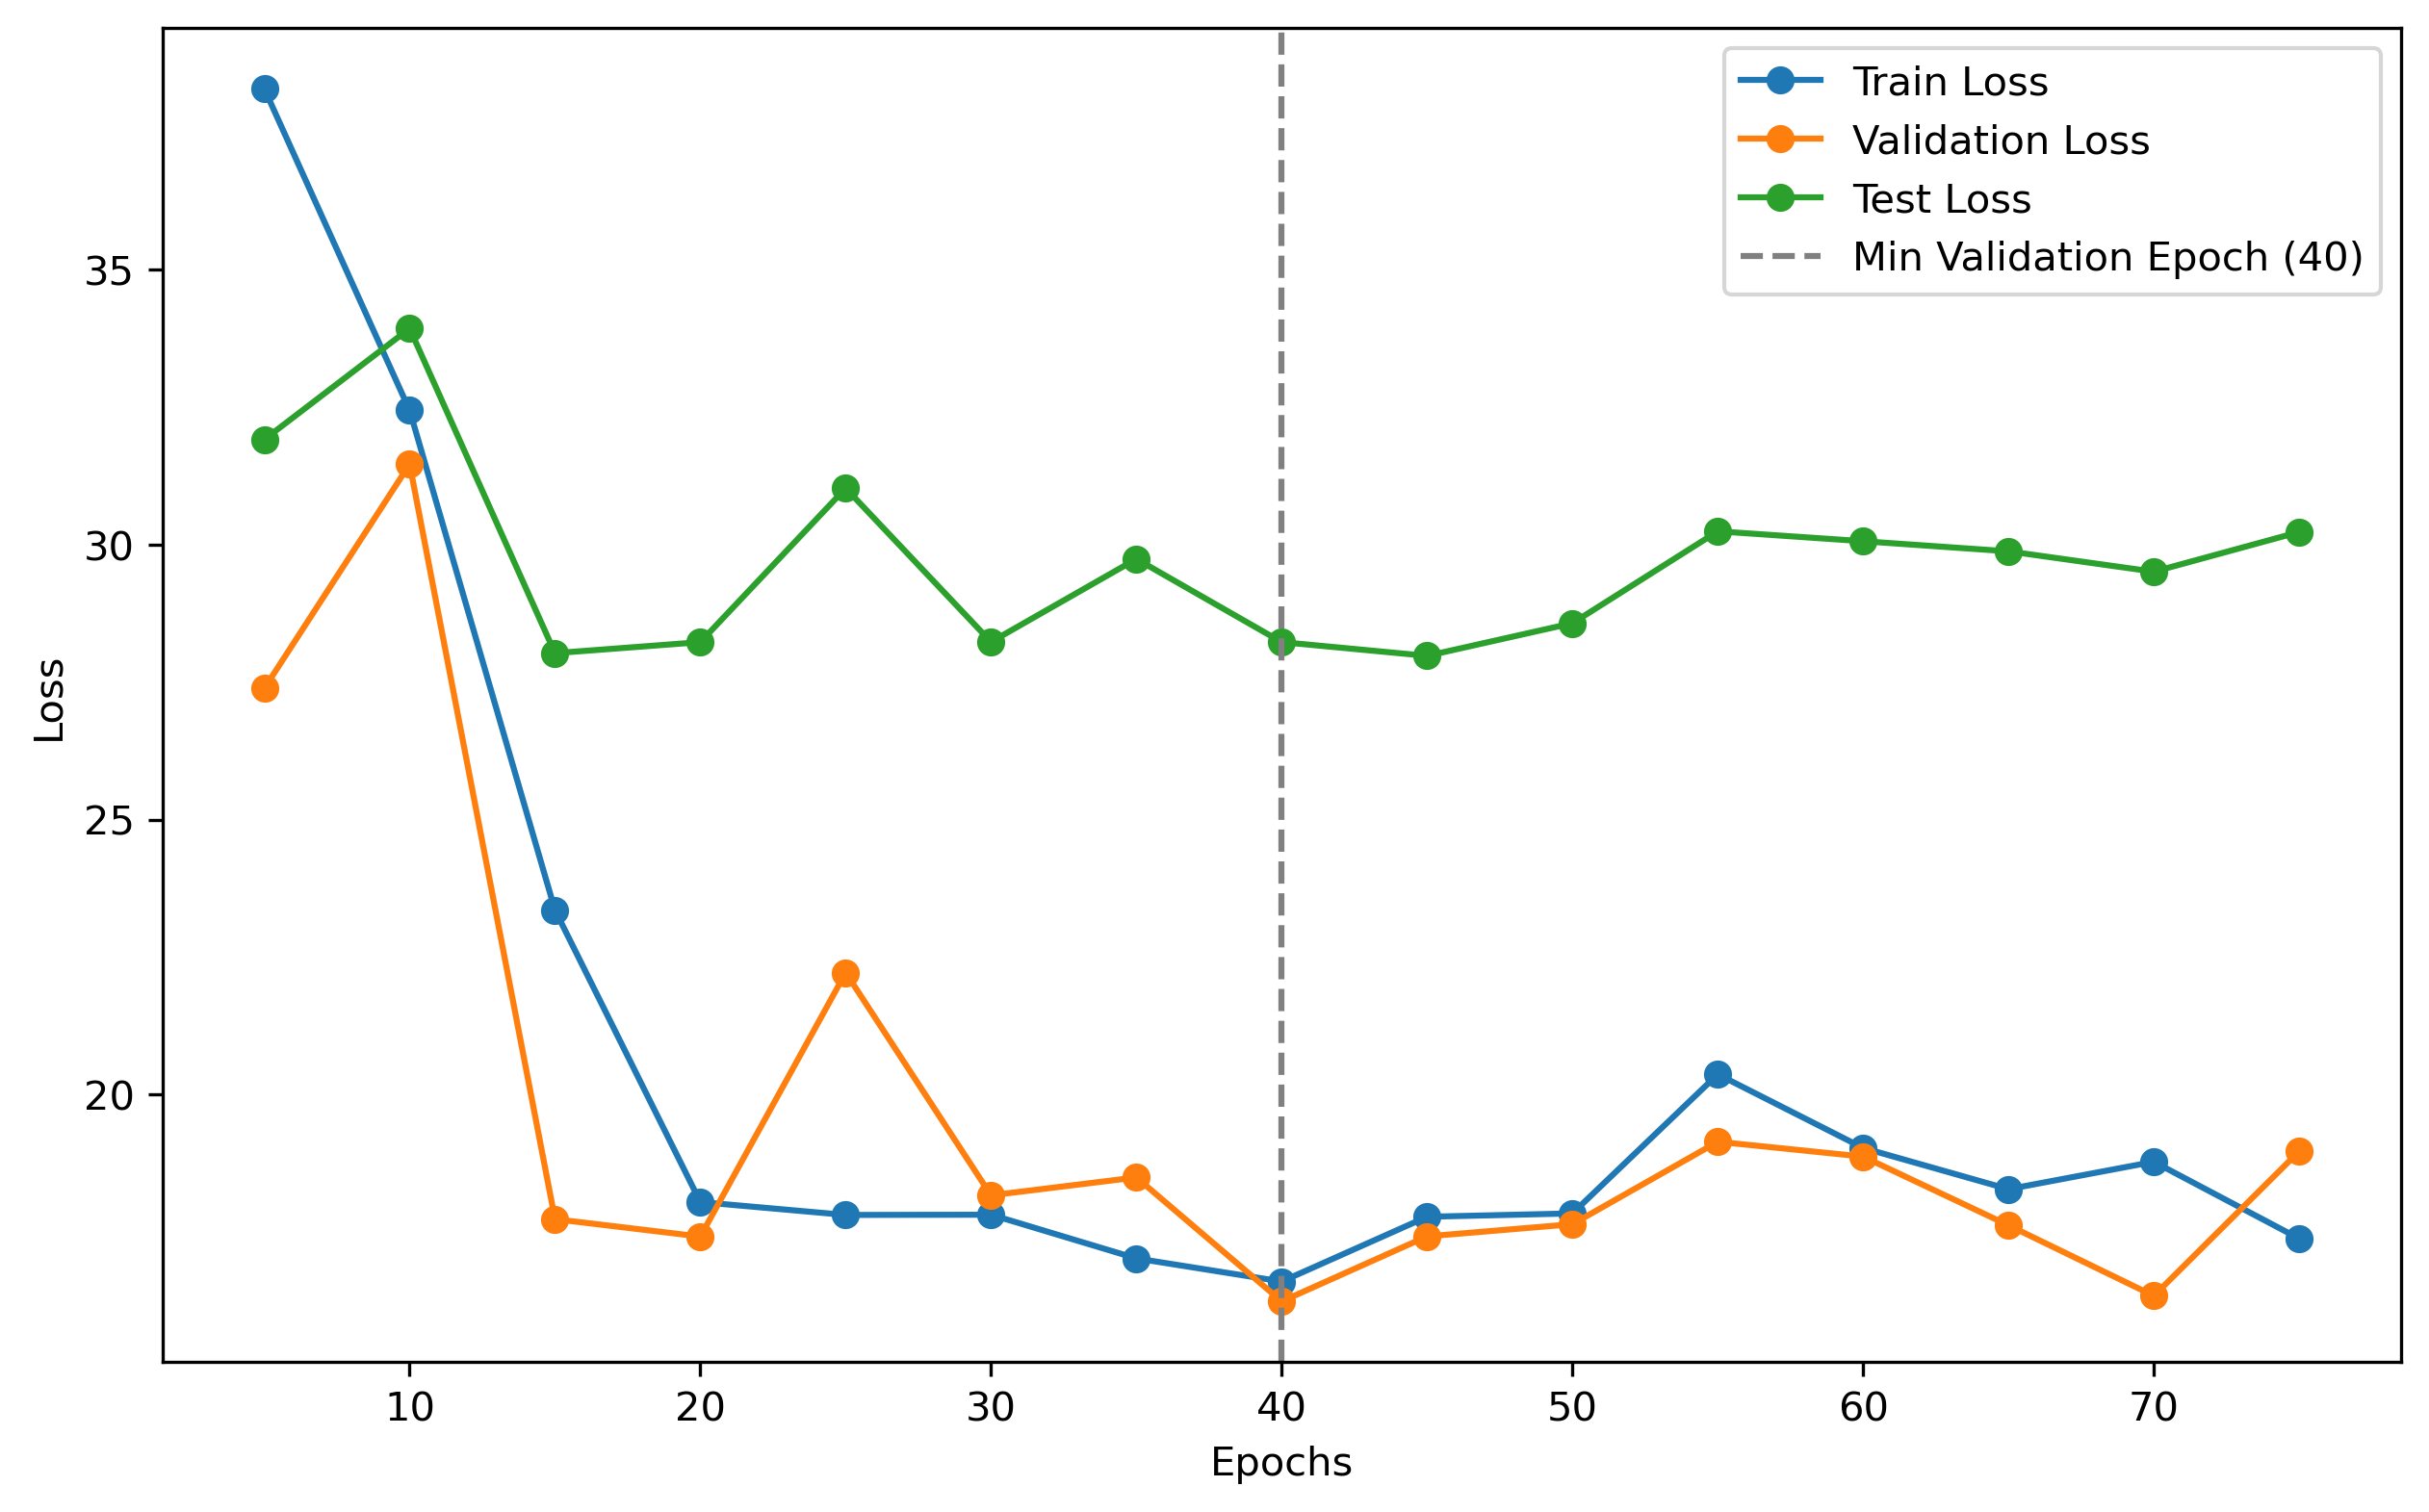 Train Loss
Validation Loss
Test Loss
Min Validation Epoch (40)
35
30
25
20
Loss
10 20 30 40 50 60 70
Epochs